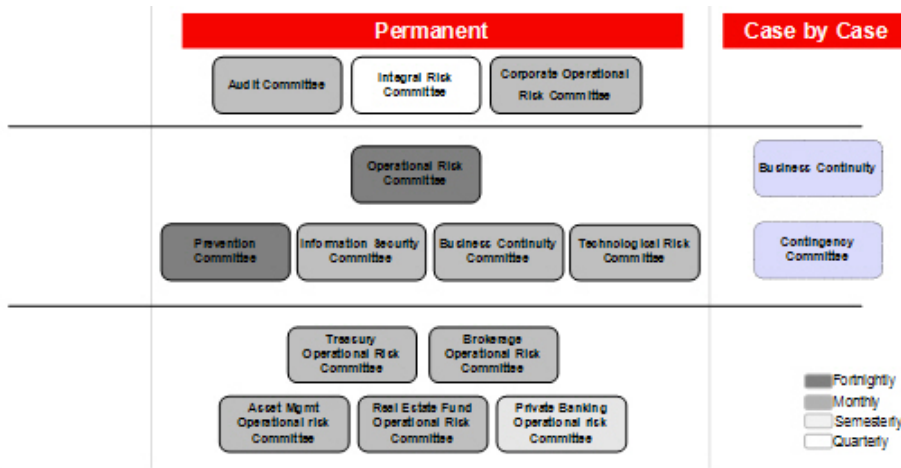 Permanent
Case by Case
Audit Committee
Integral Risk
Committee
Corporate Operational
Risk Committee
Operational Risk
Committee
Business Continuity
Prevention
Committee
Information Security
Committee
Business Continuity
Committee
Technological Risk
Committee
Contingency
Committee
Treasury
Operational Risk
Committee
Brokerage
Operational Risk
Committee
Asset Mgmt
Operational risk
Committee
Real Estate Fund
Operational Risk
Committee
Private Banking
Operational risk
Committee
Fortnightly
Monthly
Semesterly
Quarterly